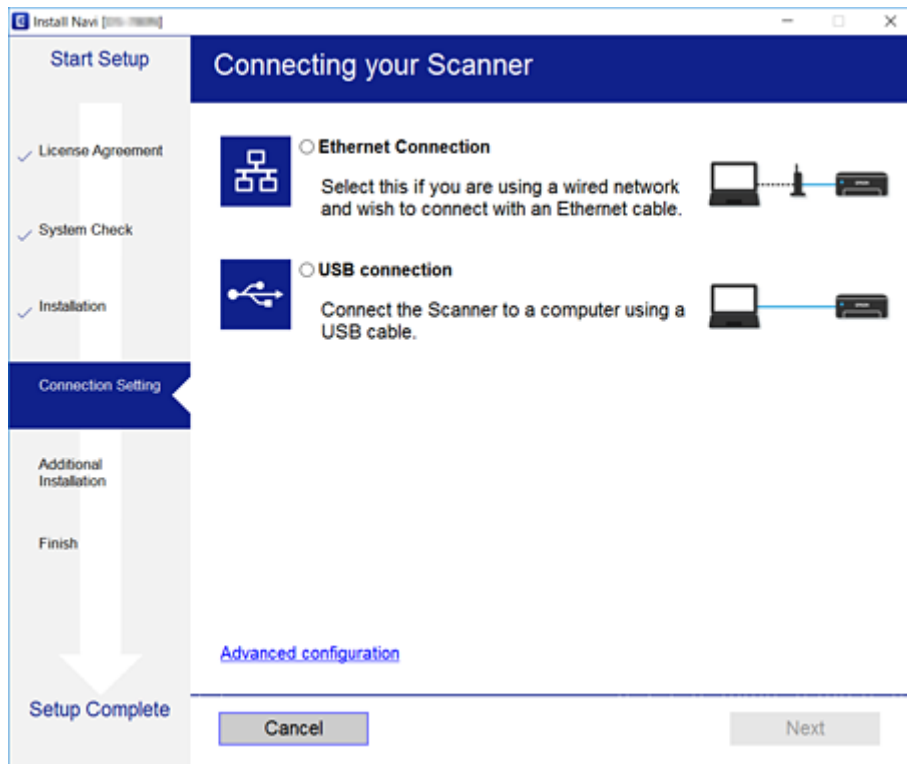 Install Navi [
Start Setup
Connecting your Scanner
License Agreement
System Check
Installation
Connection Setting
Additional
Installation
Finish
Setup Complete
Ethernet Connection
Select this if you are using a wired network
and wish to connect with an Ethernet cable.
USB connection
Connect the Scanner to a computer using a
USB cable.
Advanced configuration
Cancel
Next